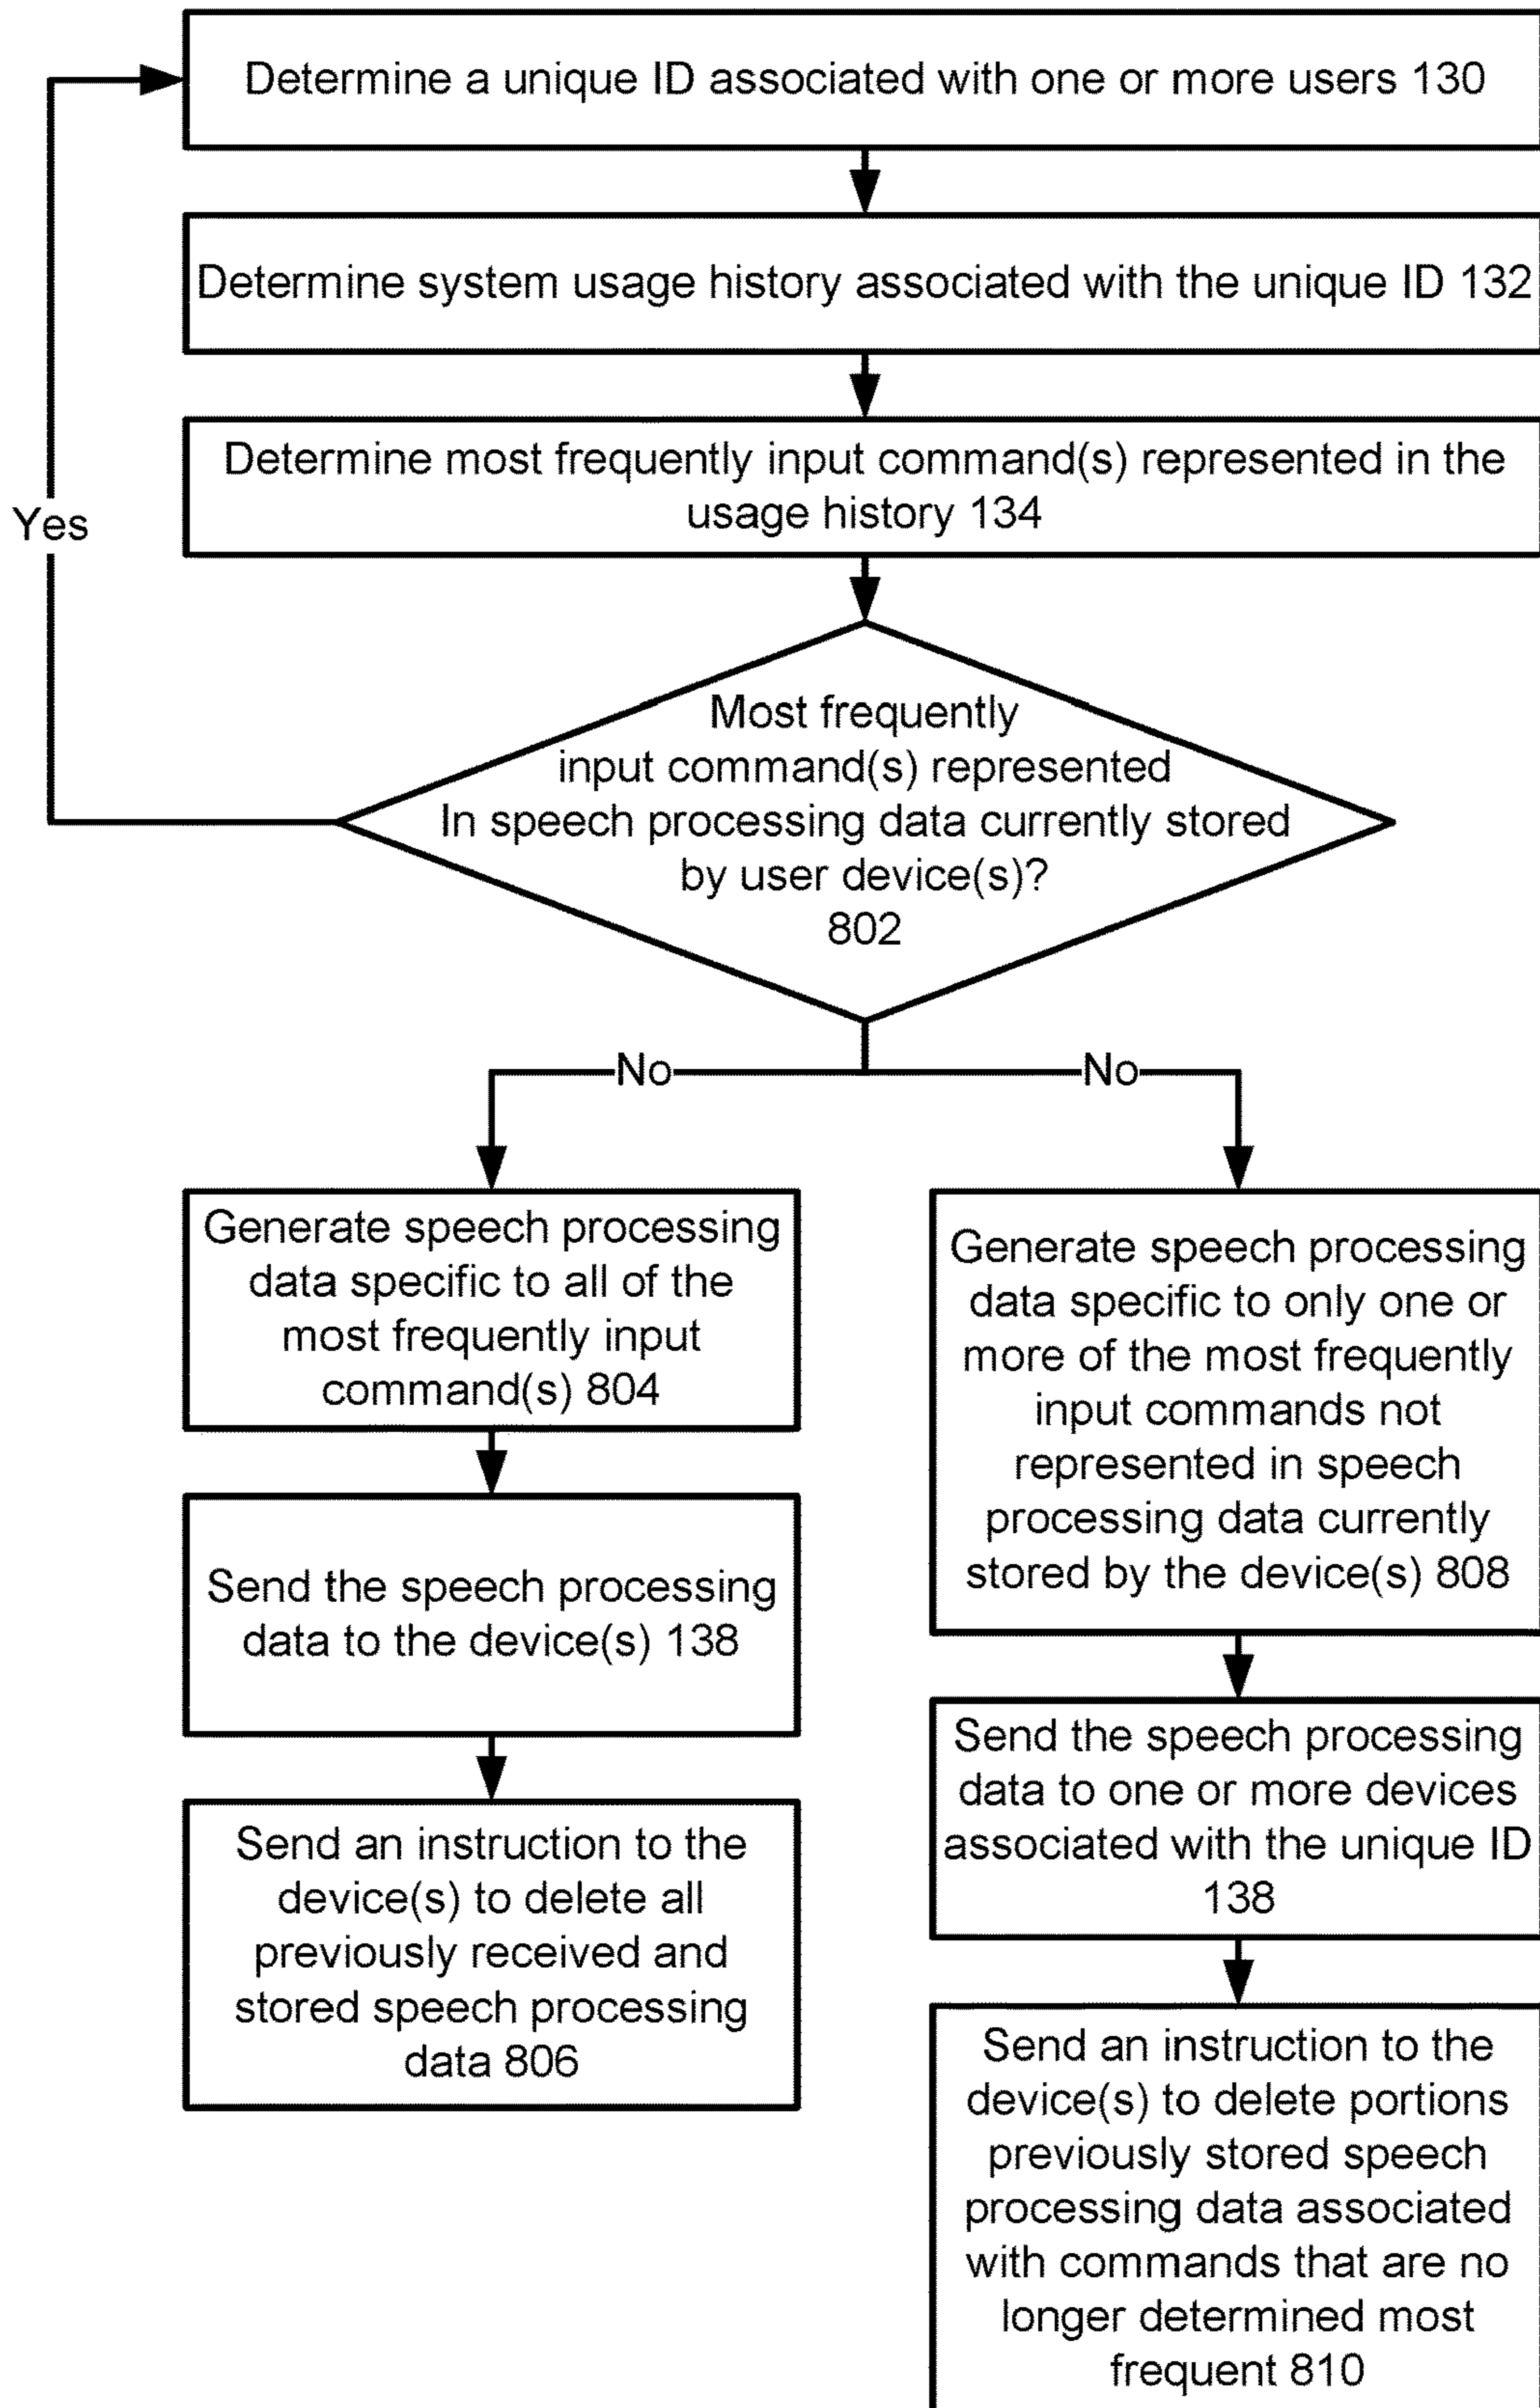 Determine a unique ID associated with one or more users 130
Determine system usage history associated with the unique ID 132
Determine most frequently input command(s) represented in the
usage history 134
Yes
Most frequently
input command(s) represented
In speech processing data currently stored
by user device(s)?
802
No
No
Generate speech processing
data specific to all of the
most frequently input
command(s) 804
Send the speech processing
data to the device(s) 138
Send an instruction to the
device(s) to delete all
previously received and
stored speech processing
data 806
Generate speech processing
data specific to only one or
more of the most frequently
input commands not
represented in speech
processing data currently
stored by the device(s) 808
Send the speech processing
data to one or more devices
associated with the unique ID
138
Send an instruction to the
device(s) to delete portions
previously stored speech
processing data associated
with commands that are no
longer determined most
frequent 810